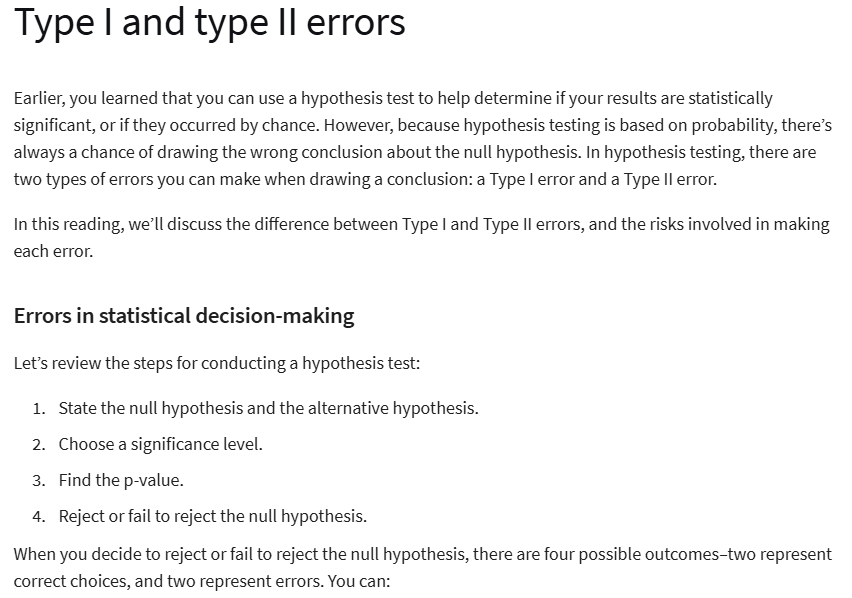 Type I and type II errors
Earlier, you learned that you can use a hypothesis test to help determine if your results are statistically
significant, or if they occurred by chance. However, because hypothesis testing is based on probability, there’s
always a chance of drawing the wrong conclusion about the null hypothesis. In hypothesis testing, there are
two types of errors you can make when drawing a conclusion: a Type I error and a Type II error.
In this reading, we’ll discuss the difference between Type I and Type II errors, and the risks involved in making
each error.
Errors in statistical decision-making
Let’s review the steps for conducting a hypothesis test:
1. State the null hypothesis and the alternative hypothesis.
2. Choose a significance level.
3. Find the p-value.
4. Reject or fail to reject the null hypothesis.
When you decide to reject or fail to reject the null hypothesis, there are four possible outcomes–two represent
correct choices, and two represent errors. You can: